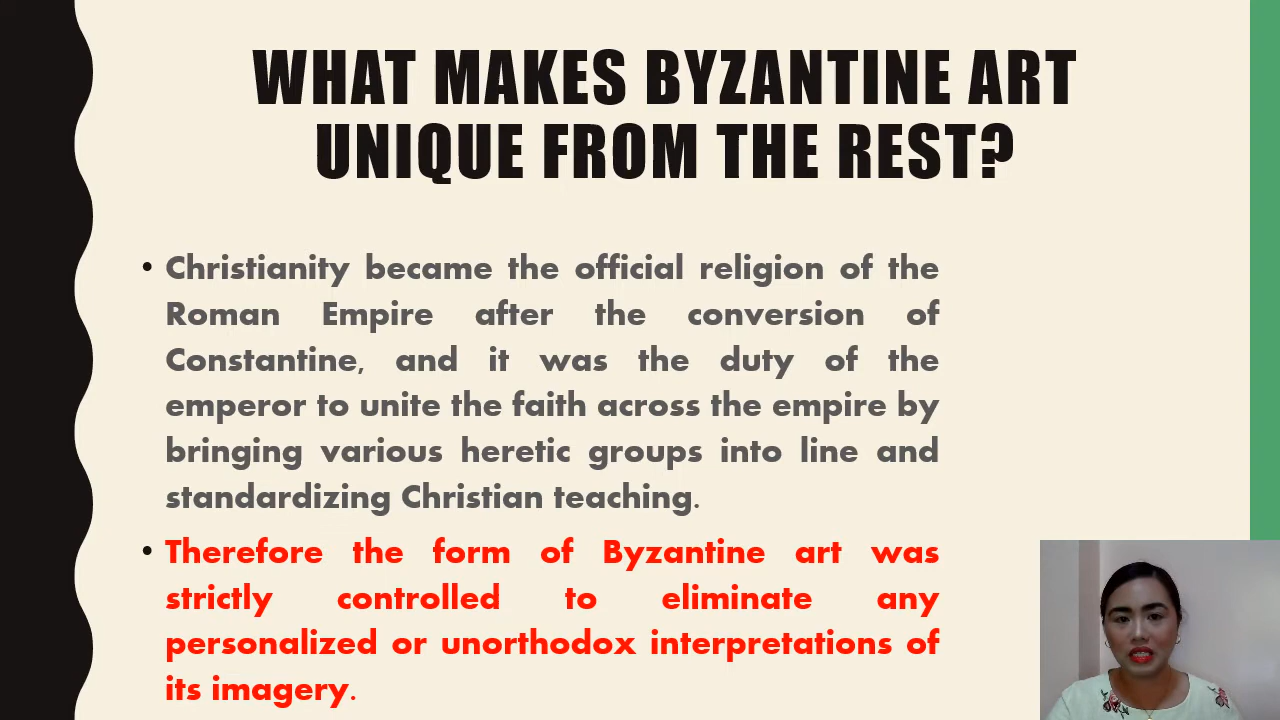 WHAT MAKES BYZANTINE ART
UNIQUE FROM THE REST?
• Christianity became the official religion of the
Roman Empire after the conversion of
Constantine, and it was the duty of the
emperor to unite the faith across the empire by
bringing various heretic groups into line and
standardizing Christian teaching.
• Therefore the form of Byzantine art was
strictly controlled to eliminate any
personalized or unorthodox interpretations of
its imagery.